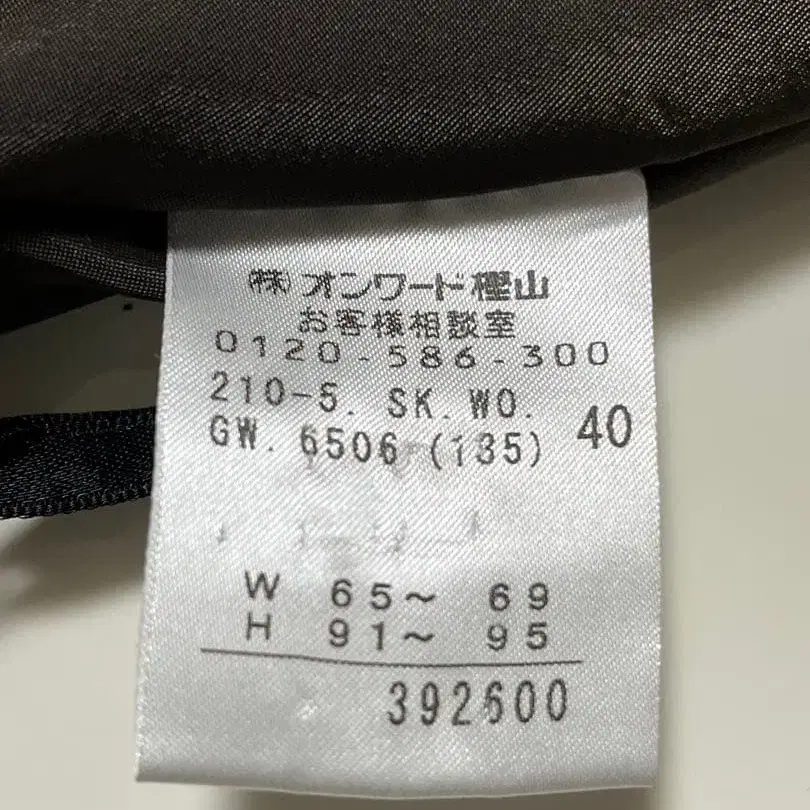 (株)オンワード樫山
お客様相談室
0120-586-300
210-5. SK.WO.
GW. 6506 (135) 40
W 65～ 69
H 91～ 95
392600